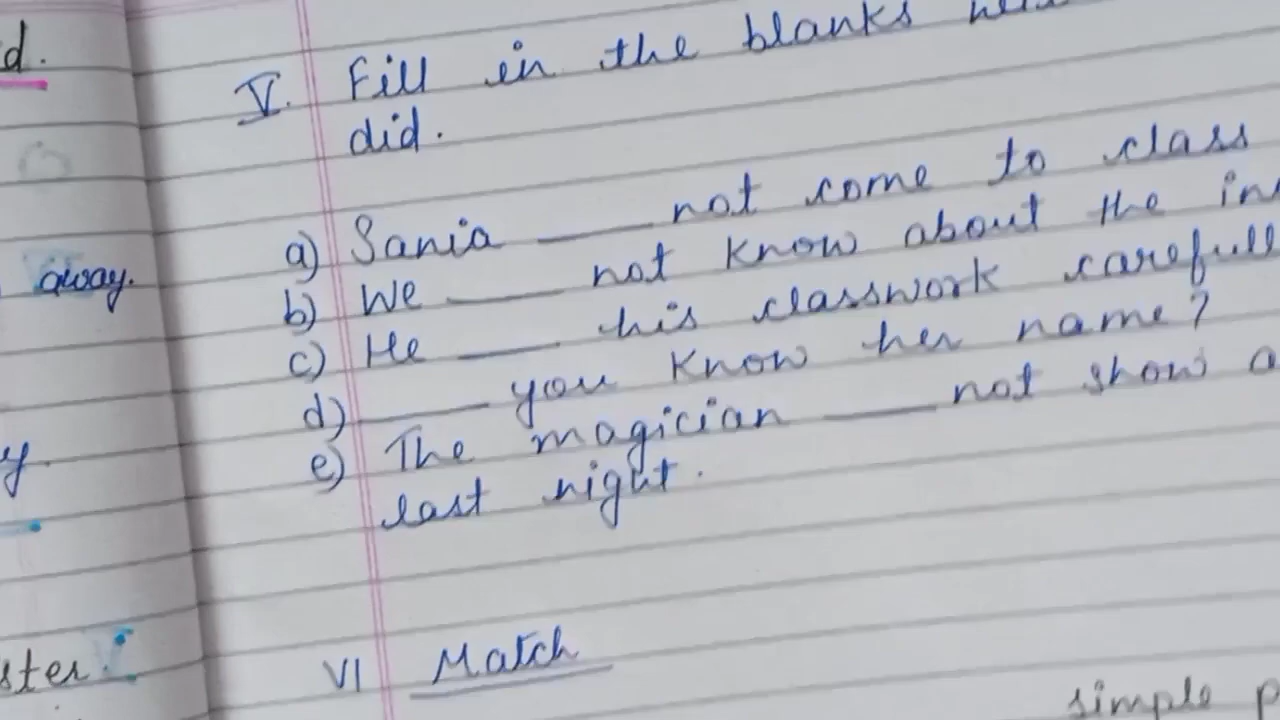 d.
V. Fill in the blanks
did.
a) Sania ____ not come to class
b) We ____ not know about the
c) He ____ his classwork
d) ____ you know her name?
e) The magician ____ not show a
last night.
away.
y.
ster.
VI Match
simple p